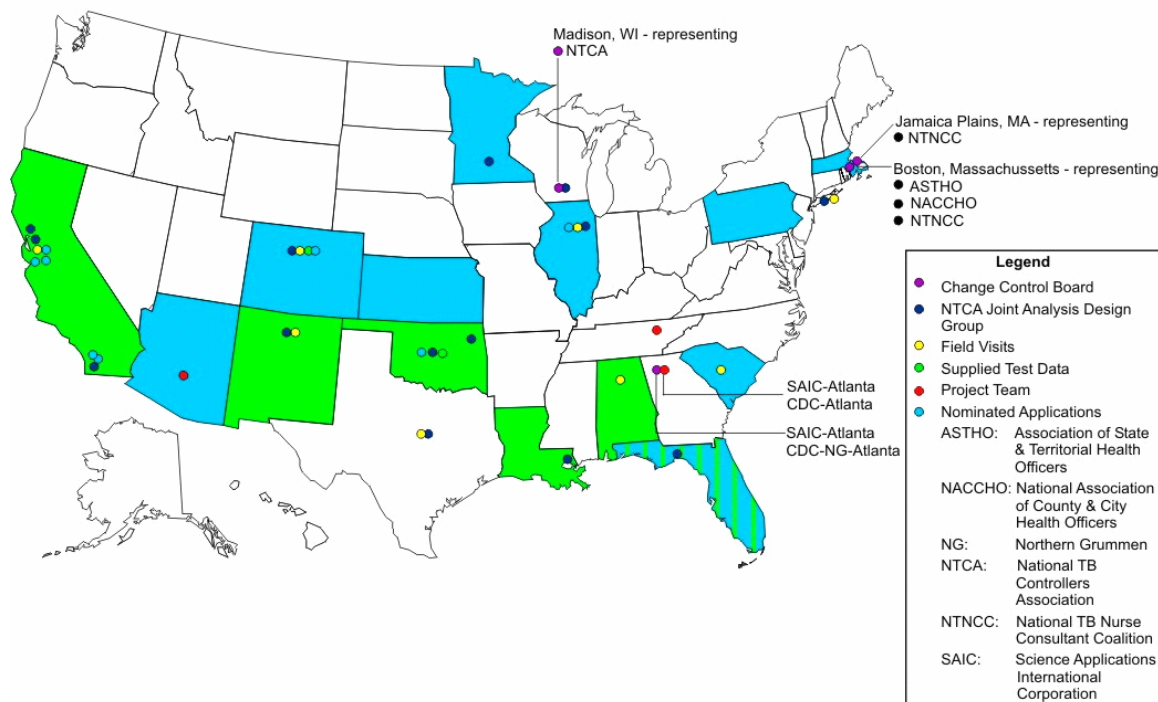 Madison, WI - representing
NTCA
Jamaica Plains, MA - representing
NTNCC
Boston, Massachussetts - representing
ASTHO
NACCHO
NTNCC
SAIC-Atlanta
CDC-Atlanta
SAIC-Atlanta
CDC-NG-Atlanta
Legend
Change Control Board
NTCA Joint Analysis Design
Group
Field Visits
Supplied Test Data
Project Team
Nominated Applications
ASTHO: Association of State
& Territorial Health
Officers
NACCHO: National Association
of County & City
Health Officers
NG: Northern Grummen
NTCA: National TB
Controllers
Association
NTNCC: National TB Nurse
Consultant Coalition
SAIC: Science Applications
International
Corporation